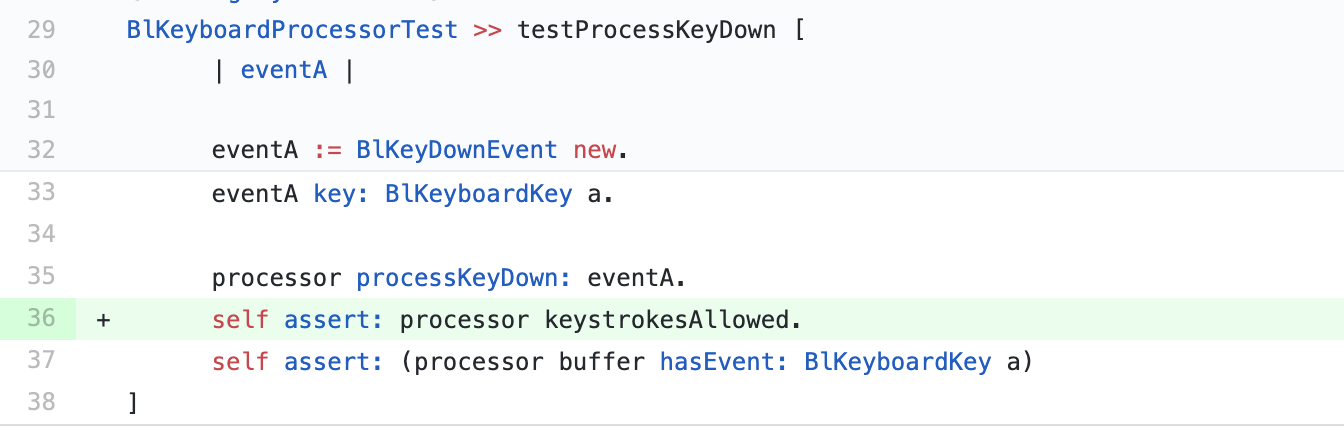 29 BlKeyboardProcessorTest >> testProcessKeyDown [
30 | eventA |
31
32 eventA := BlKeyDownEvent new.
33 eventA key: BlKeyboardKey a.
34
35 processor processKeyDown: eventA.
36 + self assert: processor keystrokesAllowed.
37 self assert: (processor buffer hasEvent: BlKeyboardKey a)
38 ]